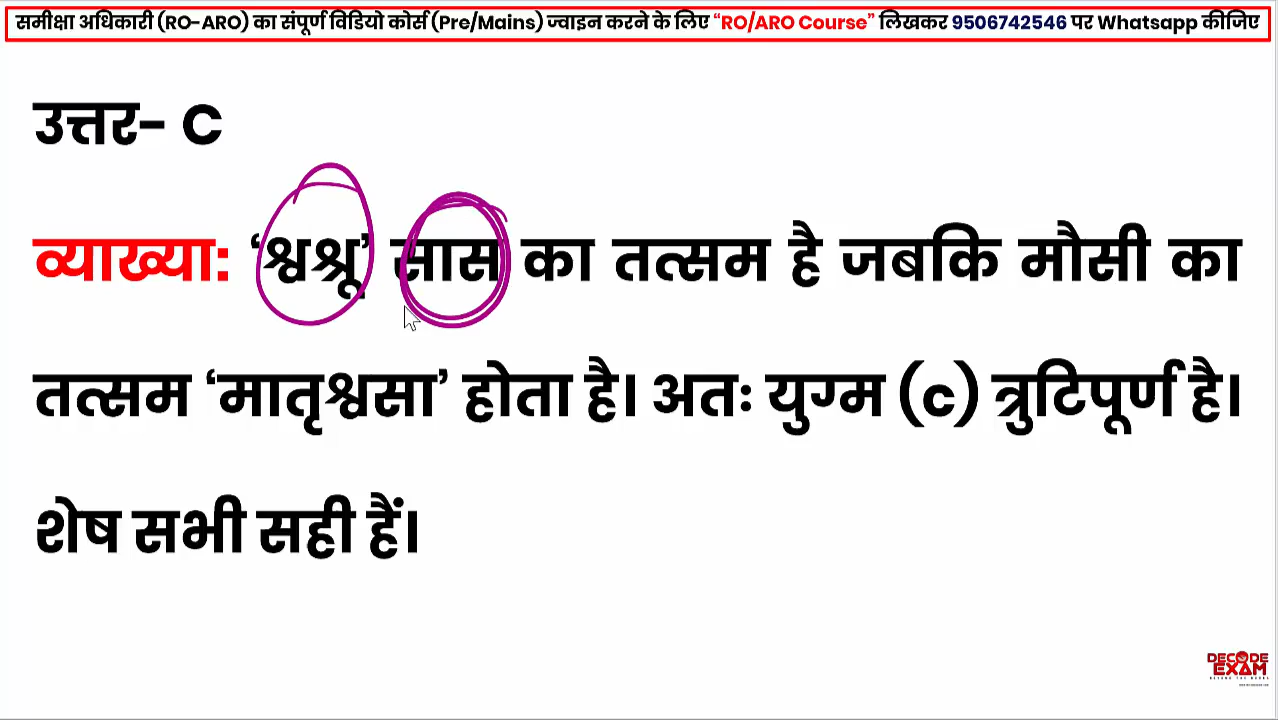 समीक्षा अधिकारी (RO-ARO) का संपूर्ण विडियो कोर्स (Pre/Mains) ज्वाइन करने के लिए “RO/ARO Course” लिखकर 9506742546 पर Whatsapp कीजिए
उत्तर- C
व्याख्या: ‘श्वश्रू’ सास का तत्सम है जबकि मौसी का
तत्सम ‘मातृश्वसा’ होता है। अतः युग्म (c) त्रुटिपूर्ण है।
शेष सभी सही हैं।
DECODE
EXAM